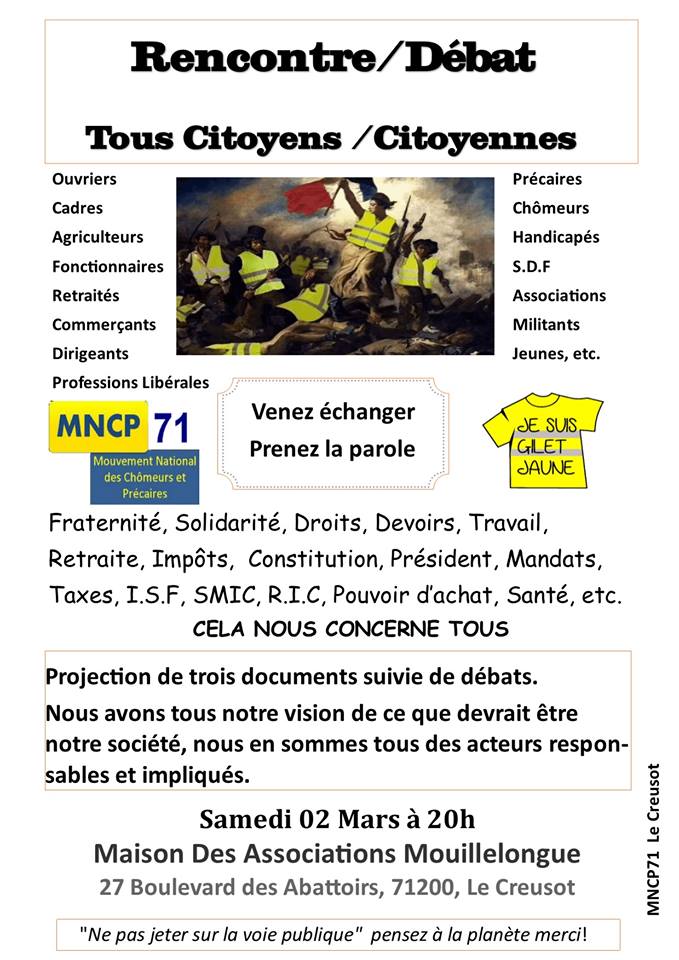 Rencontre/Débat
Tous Citoyens /Citoyennes
Ouvriers
Cadres
Agriculteurs
Fonctionnaires
Retraités
Commerçants
Dirigeants
Professions Libérales
Précaires
Chômeurs
Handicapés
S.D.F
Associations
Militants
Jeunes, etc.
MNCP 71
Mouvement National
des Chômeurs et
Précaires
Venez échanger
Prenez la parole
JE SUIS
GILET
JAUNE
Fraternité, Solidarité, Droits, Devoirs, Travail,
Retraite, Impôts, Constitution, Président, Mandats,
Taxes, I.S.F, SMIC, R.I.C, Pouvoir d'achat, Santé, etc.
CELA NOUS CONCERNE TOUS
Projection de trois documents suivie de débats.
Nous avons tous notre vision de ce que devrait être
notre société, nous en sommes tous des acteurs respon-
sables et impliqués.
Samedi 02 Mars à 20h
Maison Des Associations Mouillelongue
27 Boulevard des Abattoirs, 71200, Le Creusot
MNCP71 Le Creusot
"Ne pas jeter sur la voie publique" pensez à la planète merci!